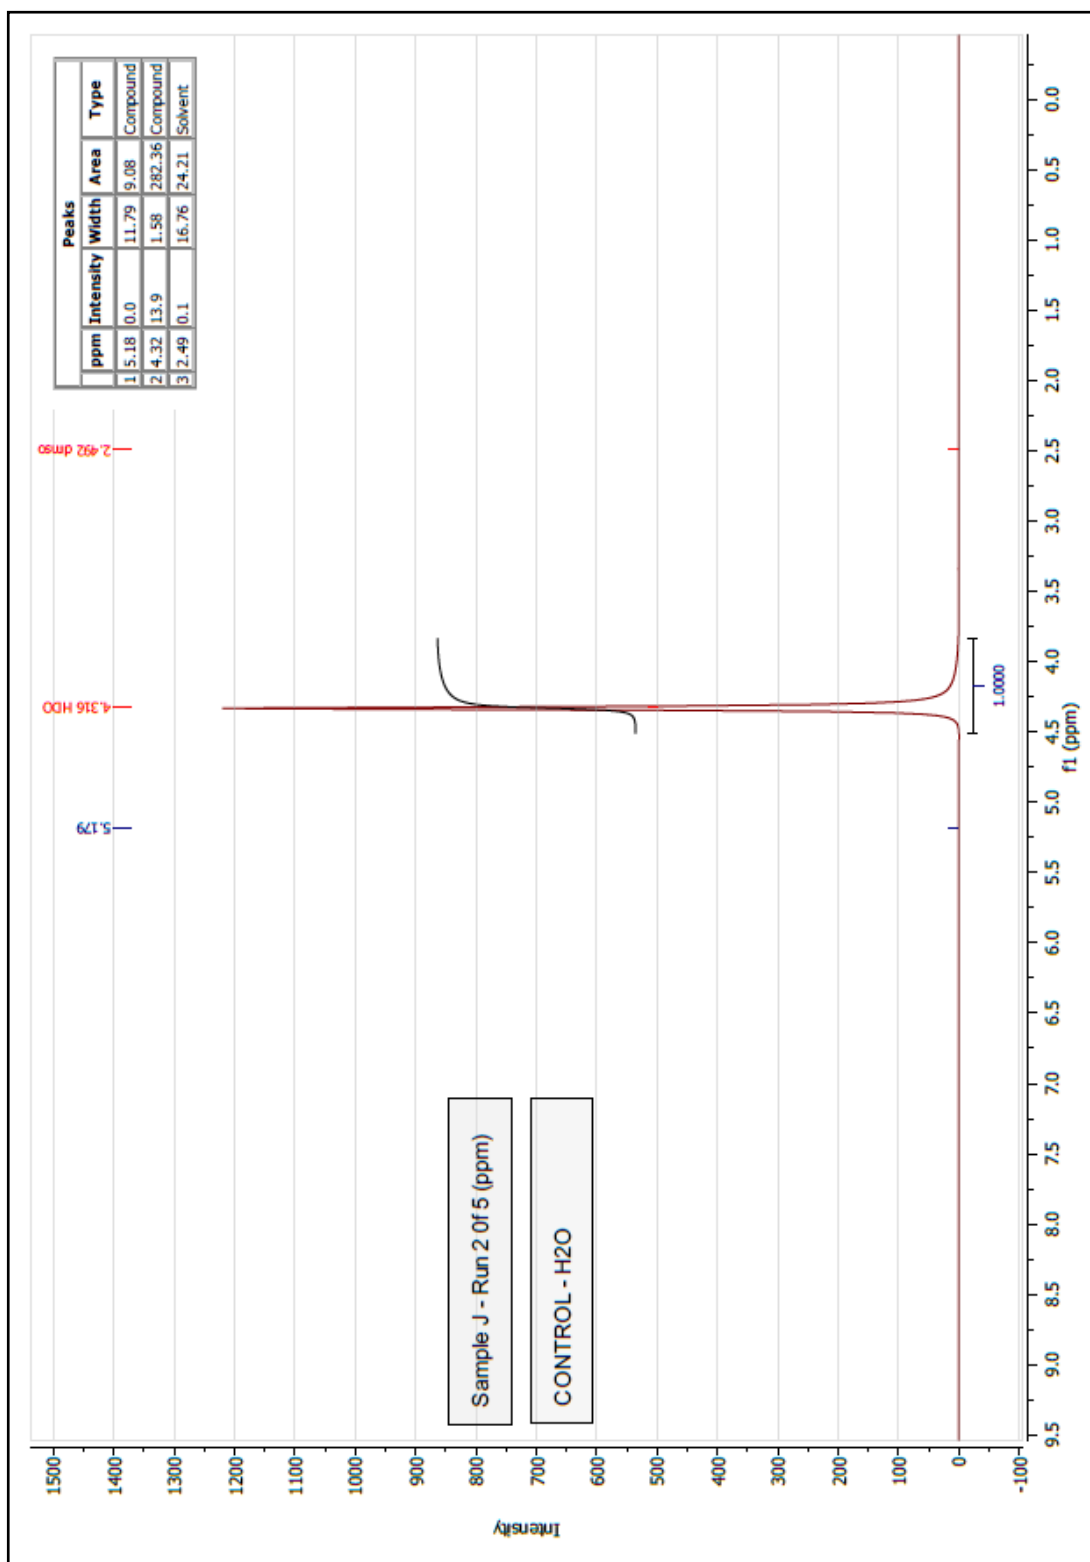 Peaks
ppm Intensity Width Area Type
1 5.18 0.0 11.79 9.08 Compound
2 4.32 13.9 1.58 282.36 Compound
3 2.49 0.1 16.76 24.21 Solvent
5.179
4.316 HDO
2.492 dmso
Sample J - Run 2 0f 5 (ppm)
CONTROL - H2O
1.0000
1500
1400
1300
1200
1100
1000
900
800
700
600
500
400
300
200
100
0
-100
Intensity
9.5 9.0 8.5 8.0 7.5 7.0 6.5 6.0 5.5 5.0 4.5 4.0 3.5 3.0 2.5 2.0 1.5 1.0 0.5 0.0
f1 (ppm)